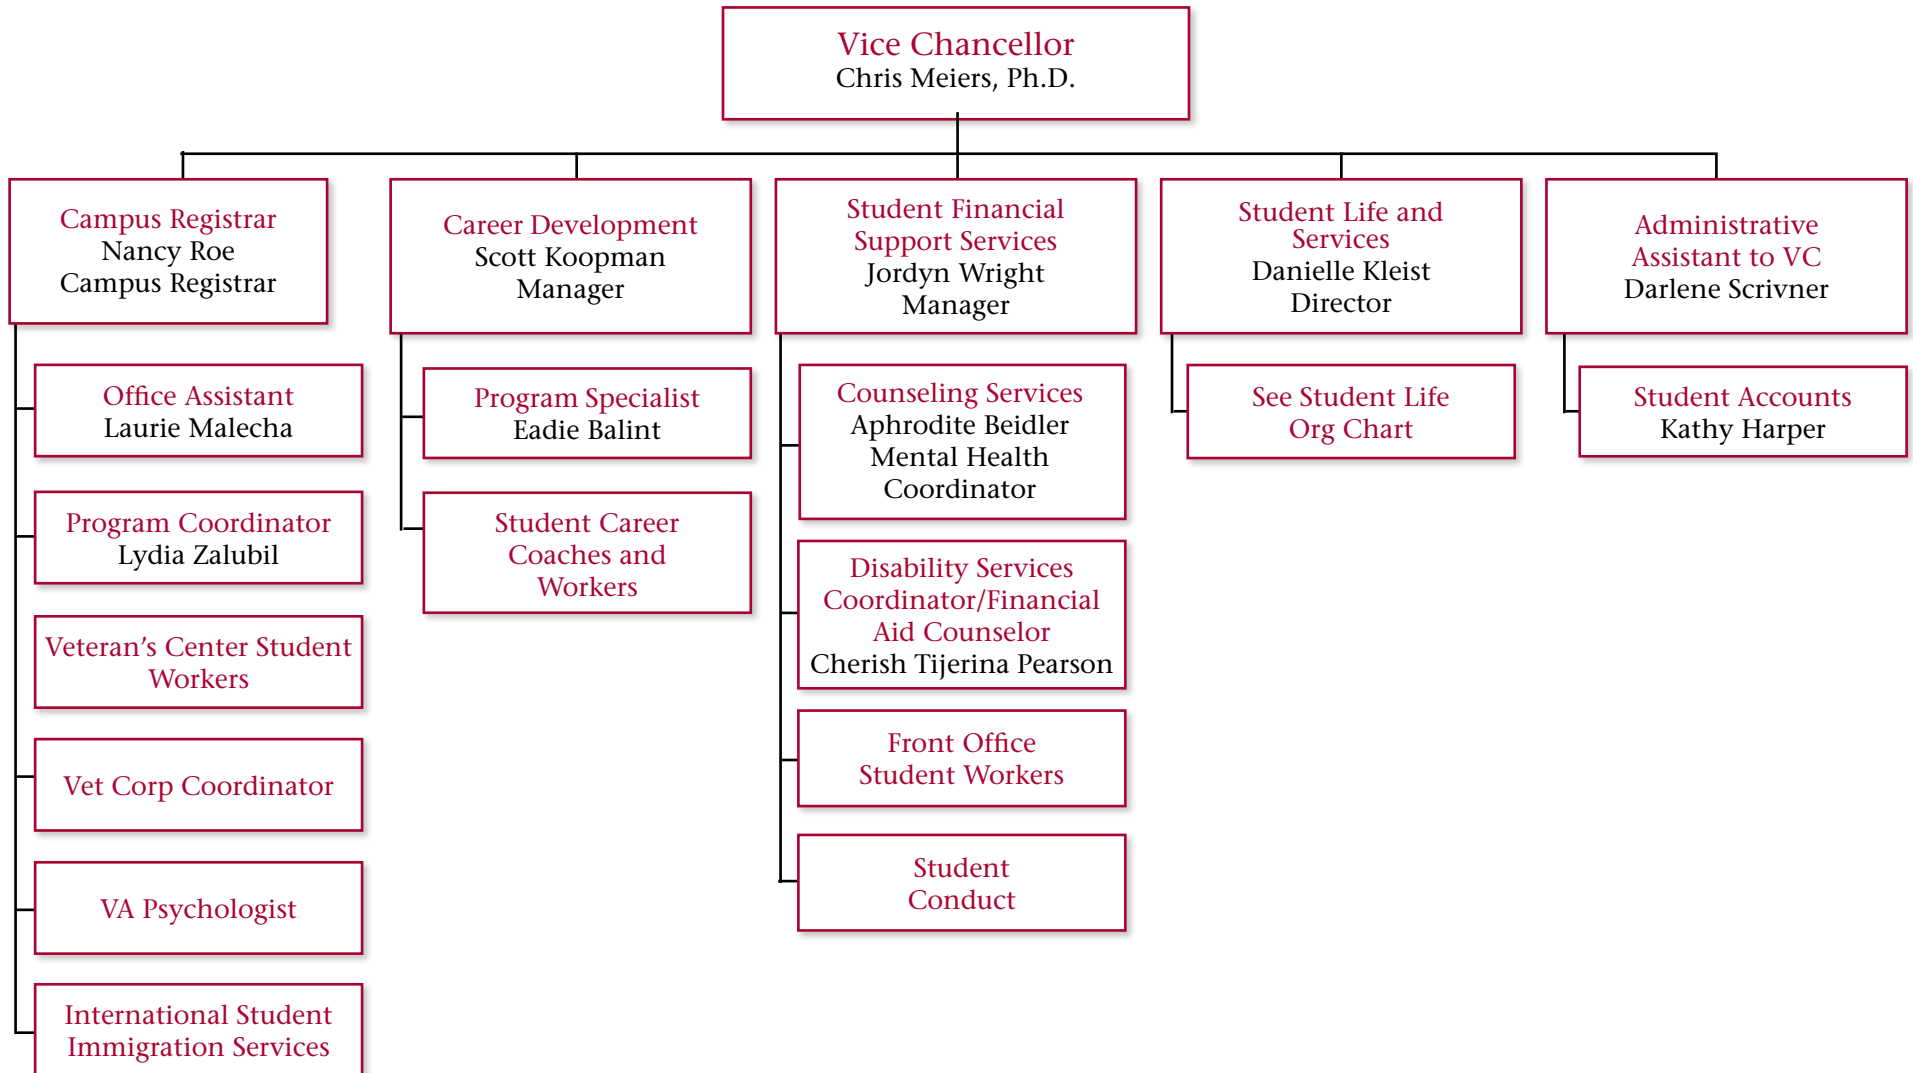 Vice Chancellor
Chris Meiers, Ph.D.
Campus Registrar
Nancy Roe
Campus Registrar
Office Assistant
Laurie Malecha
Program Coordinator
Lydia Zalubil
Veteran’s Center Student
Workers
Vet Corp Coordinator
VA Psychologist
International Student
Immigration Services
Career Development
Scott Koopman
Manager
Program Specialist
Eadie Balint
Student Career
Coaches and
Workers
Student Financial
Support Services
Jordyn Wright
Manager
Counseling Services
Aphrodite Beidler
Mental Health
Coordinator
Disability Services
Coordinator/Financial
Aid Counselor
Cherish Tijerina Pearson
Front Office
Student Workers
Student
Conduct
Student Life and
Services
Danielle Kleist
Director
See Student Life
Org Chart
Administrative
Assistant to VC
Darlene Scrivner
Student Accounts
Kathy Harper